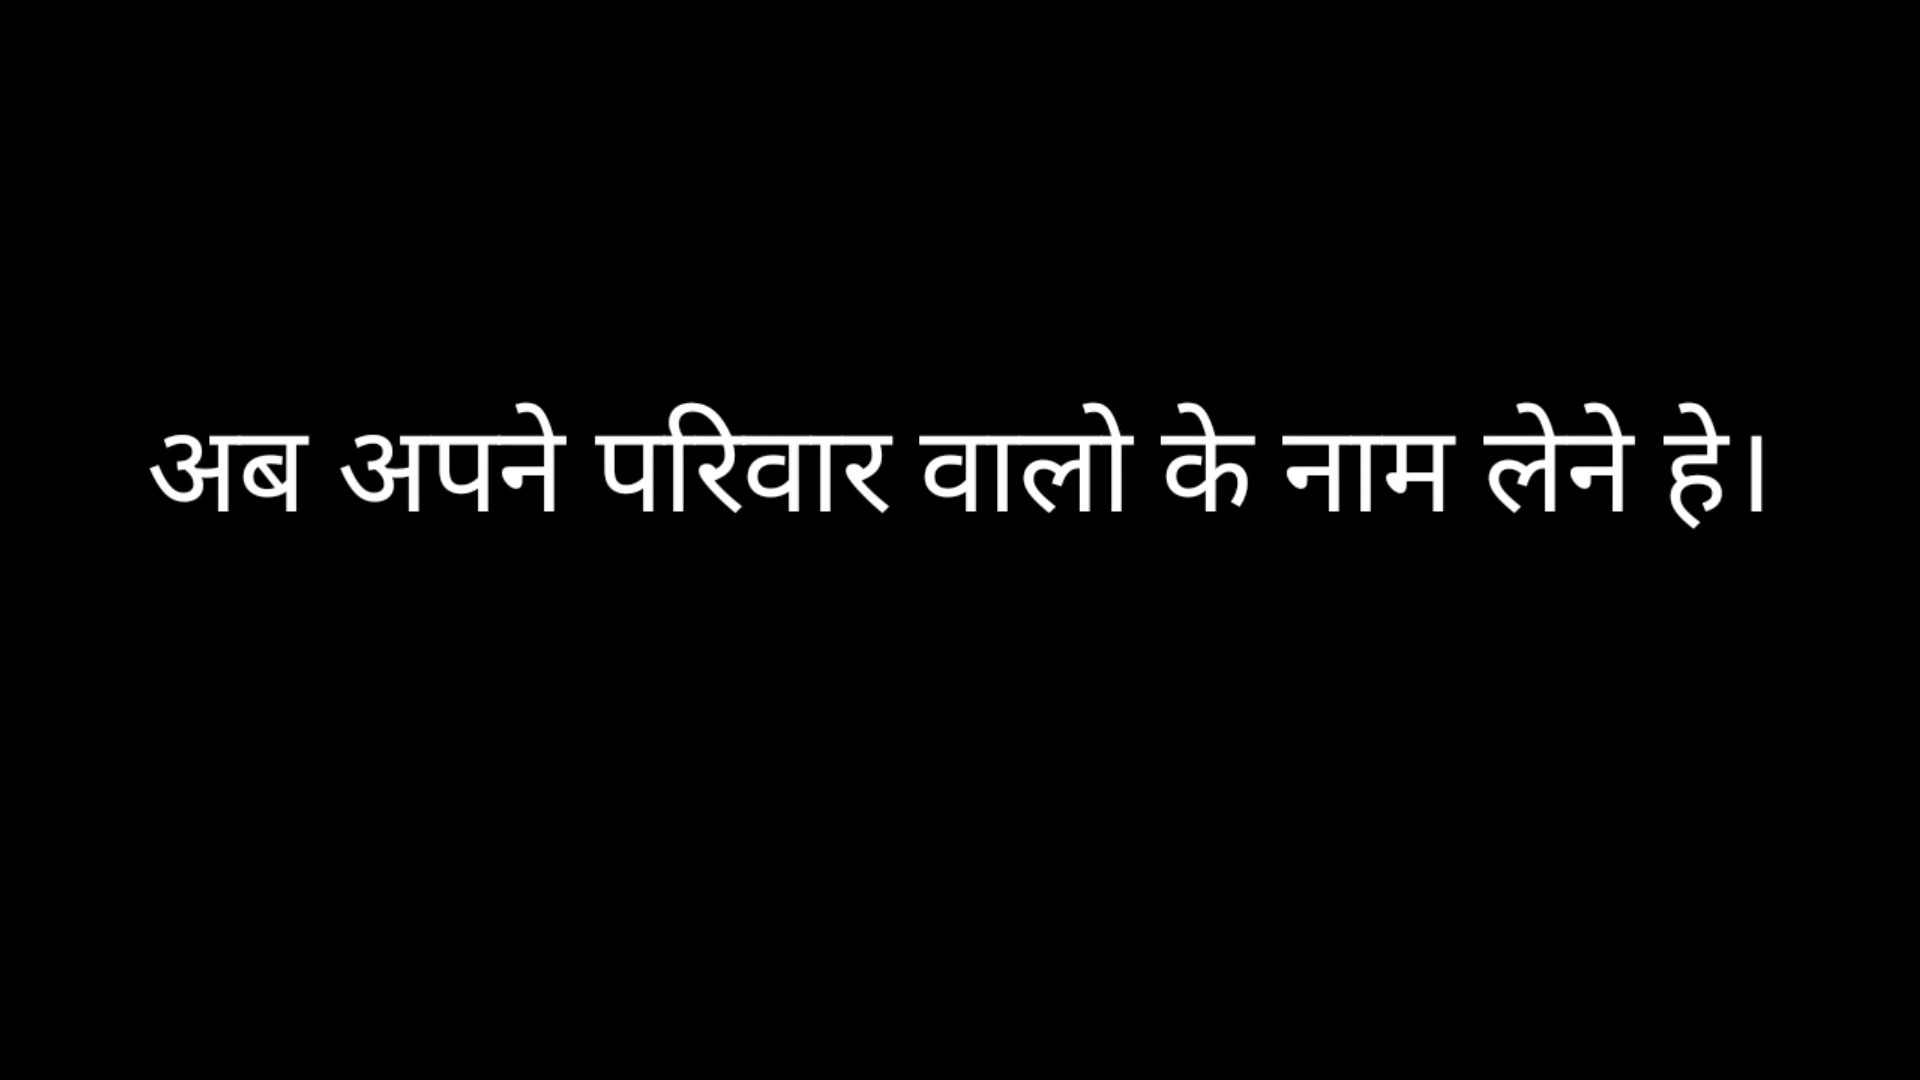 अब अपने परिवार वालो के नाम लेने हे।